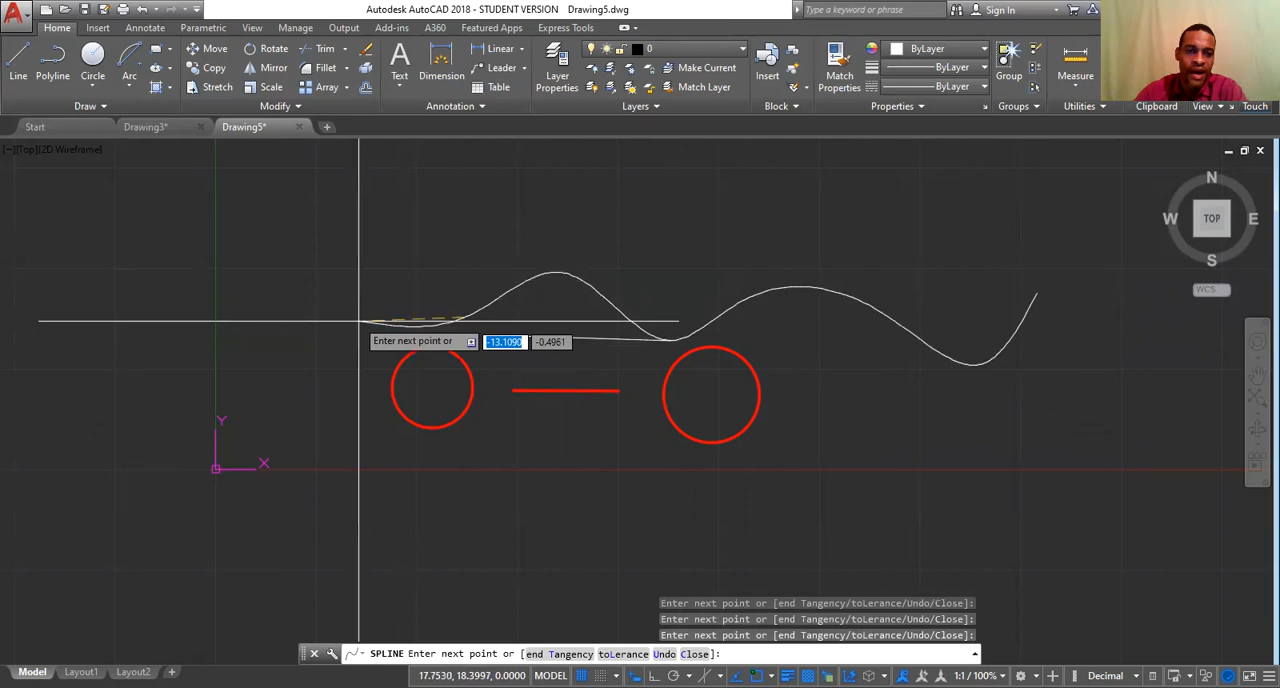 Autodesk AutoCAD 2018 - STUDENT VERSION Drawing5.dwg
Type a keyword or phrase
Sign In
Home Insert Annotate Parametric View Manage Output Add-ins A360 Featured Apps Express Tools
Line
Polyline
Circle
Arc
Move Rotate Trim
Copy Mirror Fillet
Stretch Scale Array
Text
Dimension
Linear
Leader
Table
Layer
Properties
0
Make Current
Match Layer
Insert
Match
Properties
ByLayer
ByLayer
ByLayer
Group
Measure
Draw Modify Annotation Layers Block Properties Groups Utilities Clipboard View Touch
Start Drawing3* Drawing5*
[−][Top][2D Wireframe]
N
W TOP E
S
WCS
Enter next point or -13.1090 -0.4961
Y
X
Enter next point or [end Tangency/toLerance/Undo/Close]:
Enter next point or [end Tangency/toLerance/Undo/Close]:
Enter next point or [end Tangency/toLerance/Undo/Close]:
SPLINE Enter next point or [end Tangency toLerance Undo Close]:
Model Layout1 Layout2
17.7530, 18.3997, 0.0000 MODEL 1:1 / 100% Decimal